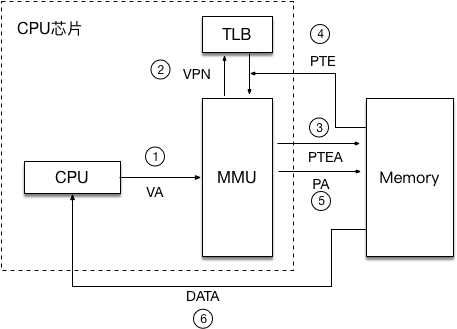 CPU芯片
TLB
④
② VPN
PTE
①
③
CPU
MMU
PTEA
Memory
VA
PA
⑤
DATA
⑥